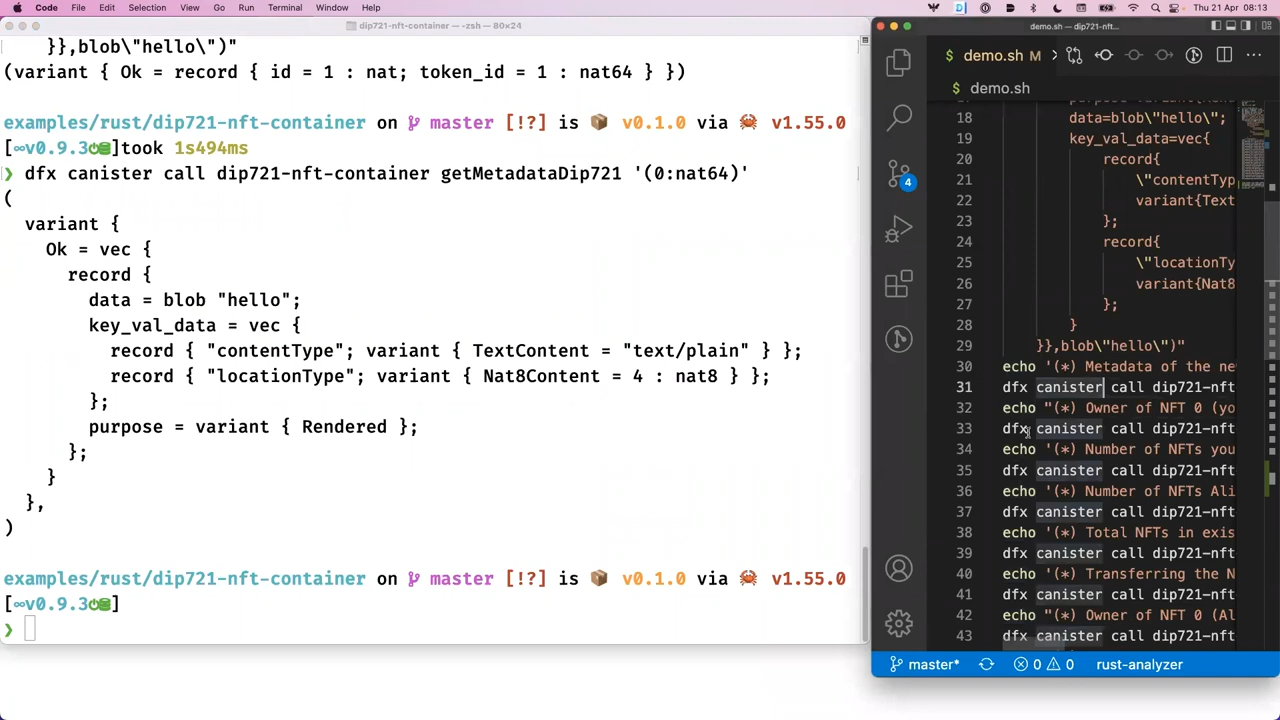 Code File Edit Selection View Go Run Terminal Window Help
Thu 21 Apr 08:13
dip721-nft-container — -zsh — 80×24
}},blob\"hello\")"
(variant { Ok = record { id = 1 : nat; token_id = 1 : nat64 } })
examples/rust/dip721-nft-container on master [!?] is v0.1.0 via v1.55.0
[∞v0.9.3]took 1s494ms
❯ dfx canister call dip721-nft-container getMetadataDip721 '(0:nat64)'
(
variant {
Ok = vec {
record {
data = blob "hello";
key_val_data = vec {
record { "contentType"; variant { TextContent = "text/plain" } };
record { "locationType"; variant { Nat8Content = 4 : nat8 } };
};
purpose = variant { Rendered };
};
}
},
)
examples/rust/dip721-nft-container on master [!?] is v0.1.0 via v1.55.0
[∞v0.9.3]
❯
demo.sh — dip721-nft...
demo.sh M
demo.sh
18 data=blob\"hello\";
19 key_val_data=vec{
20 record{
21 \"contentTyp
22 variant{Text
23 };
24 record{
25 \"locationTy
26 variant{Nat8
27 };
28 }
29 }},blob\"hello\")"
30 echo '(*) Metadata of the ne
31 dfx canister call dip721-nft
32 echo "(*) Owner of NFT 0 (yo
33 dfx canister call dip721-nft
34 echo '(*) Number of NFTs you
35 dfx canister call dip721-nft
36 echo '(*) Number of NFTs Ali
37 dfx canister call dip721-nft
38 echo '(*) Total NFTs in exis
39 dfx canister call dip721-nft
40 echo '(*) Transferring the N
41 dfx canister call dip721-nft
42 echo "(*) Owner of NFT 0 (Al
43 dfx canister call dip721-nft
4
master* 0 0 rust-analyzer